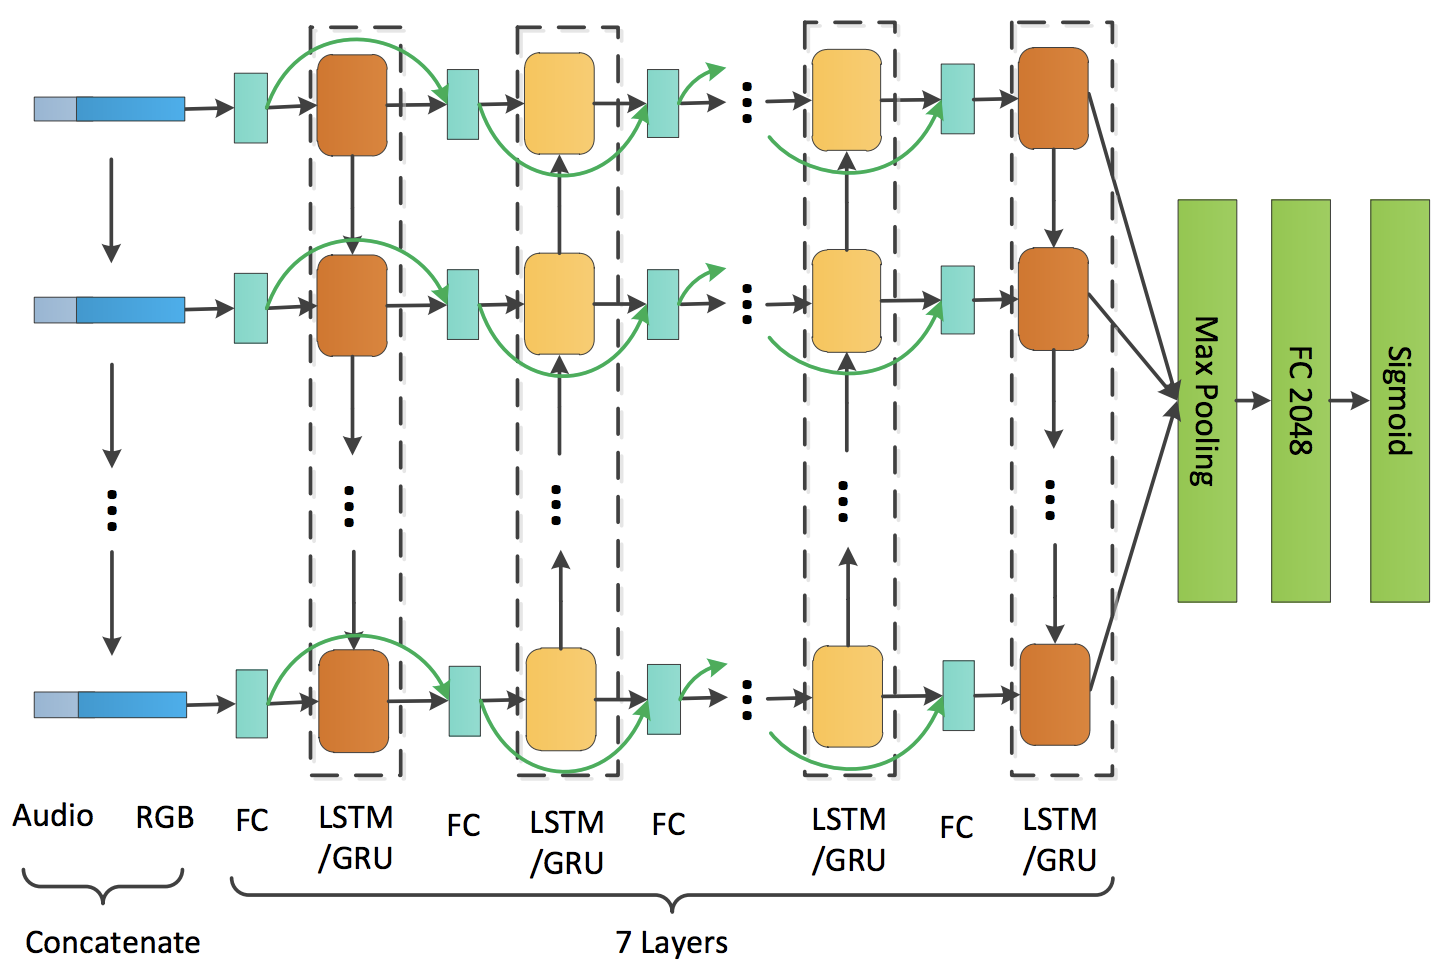 Max Pooling
FC 2048
Sigmoid
Audio
RGB
FC
LSTM
/GRU
FC
LSTM
/GRU
FC
LSTM
/GRU
FC
LSTM
/GRU
Concatenate
7 Layers